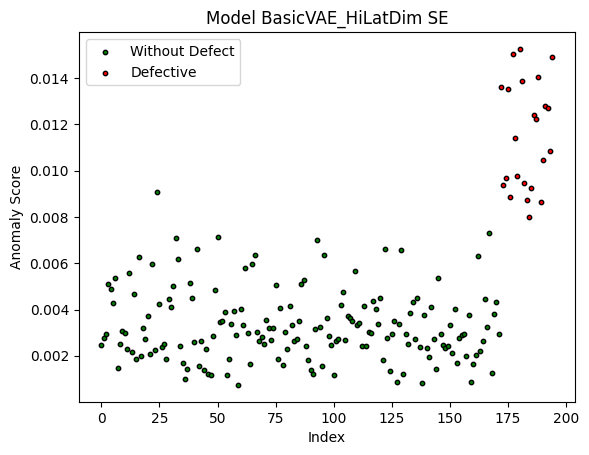 Model BasicVAE_HiLatDim SE
Without Defect
Defective
0.014
0.012
0.010
0.008
0.006
0.004
0.002
Anomaly Score
0 25 50 75 100 125 150 175 200
Index